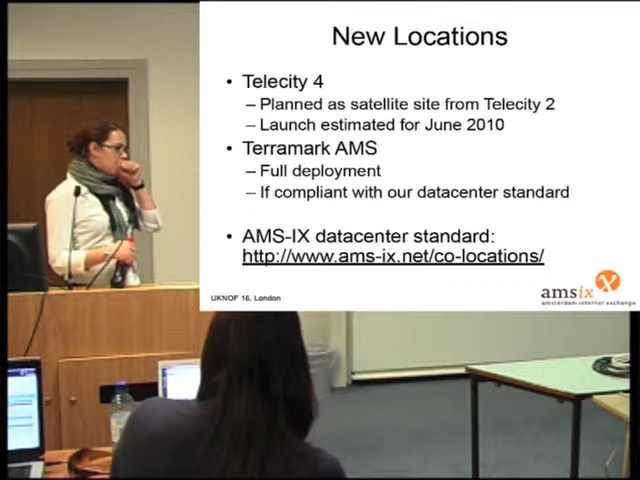 New Locations
• Telecity 4
– Planned as satellite site from Telecity 2
– Launch estimated for June 2010
• Terramark AMS
– Full deployment
– If compliant with our datacenter standard
• AMS-IX datacenter standard:
http://www.ams-ix.net/co-locations/
UKNOF 16, London
amsix
amsterdam internet exchange